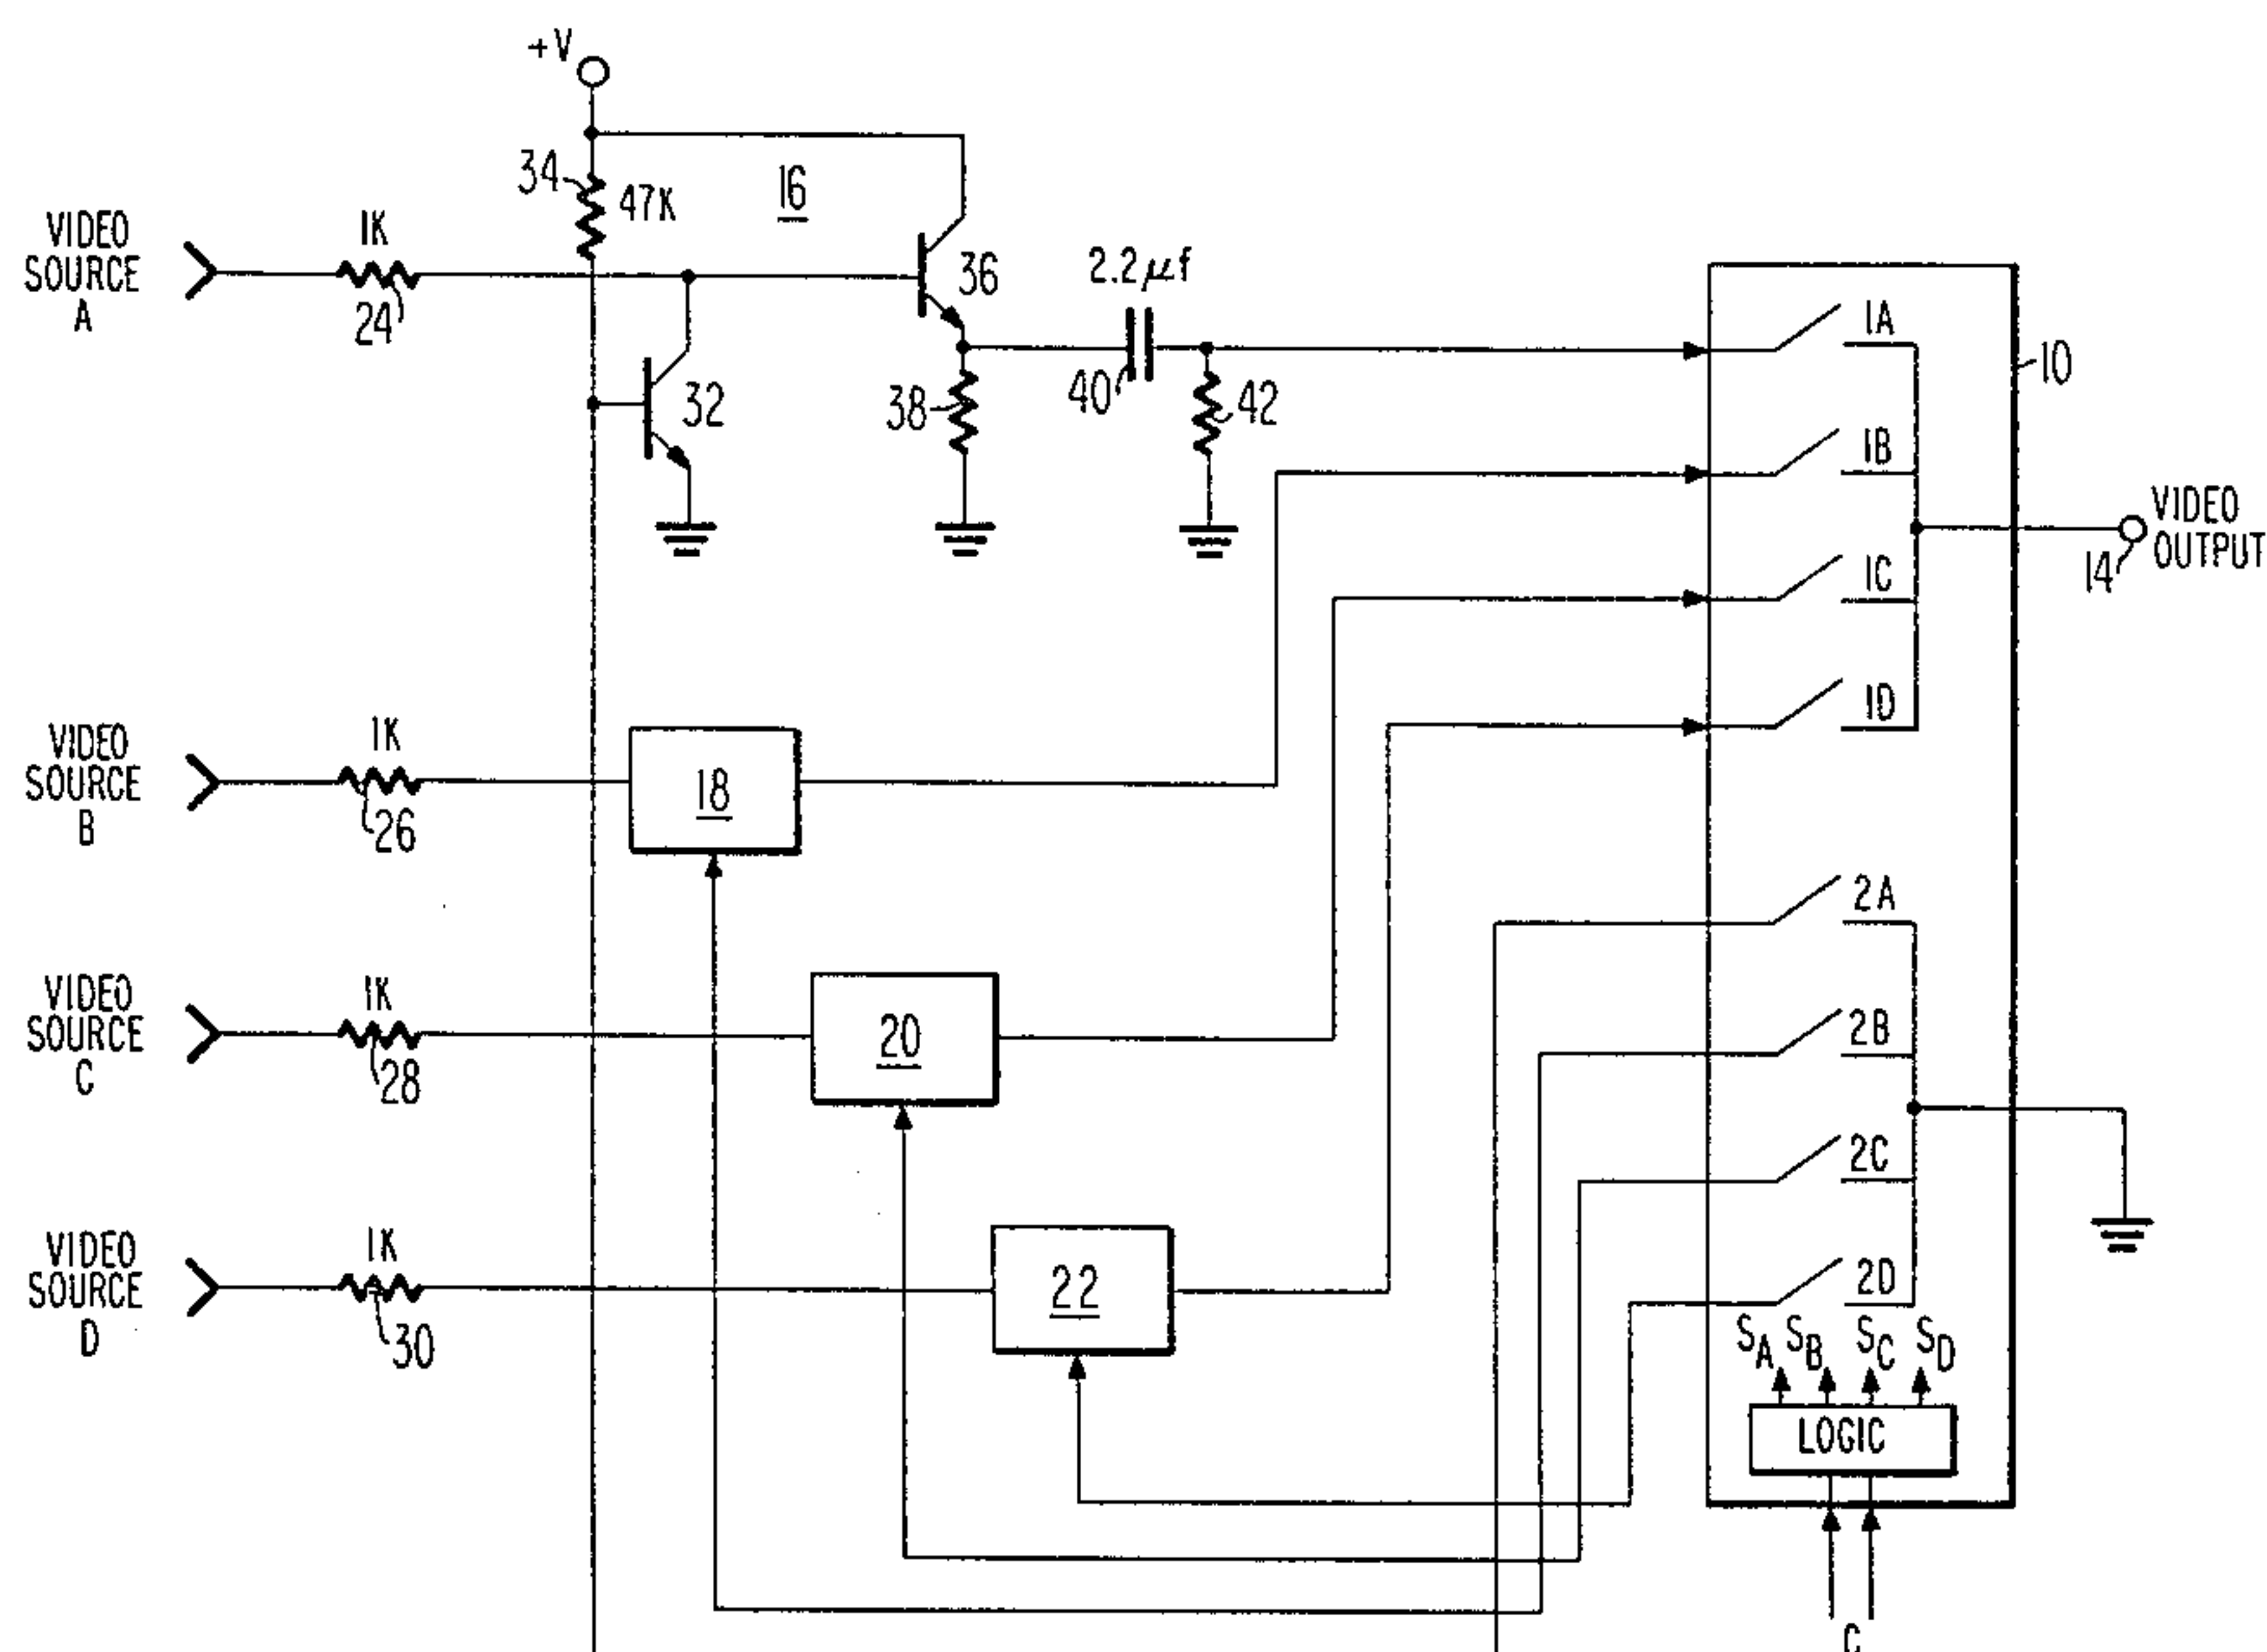 +V
34
47K
16
VIDEO
SOURCE
A
1K
24
36
2.2μf
32
38
40
42
1A
10
1B
VIDEO
OUTPUT
14
1C
1D
VIDEO
SOURCE
B
1K
26
18
2A
VIDEO
SOURCE
C
1K
28
20
2B
2C
VIDEO
SOURCE
D
1K
30
22
2D
SA SB SC SD
LOGIC
C